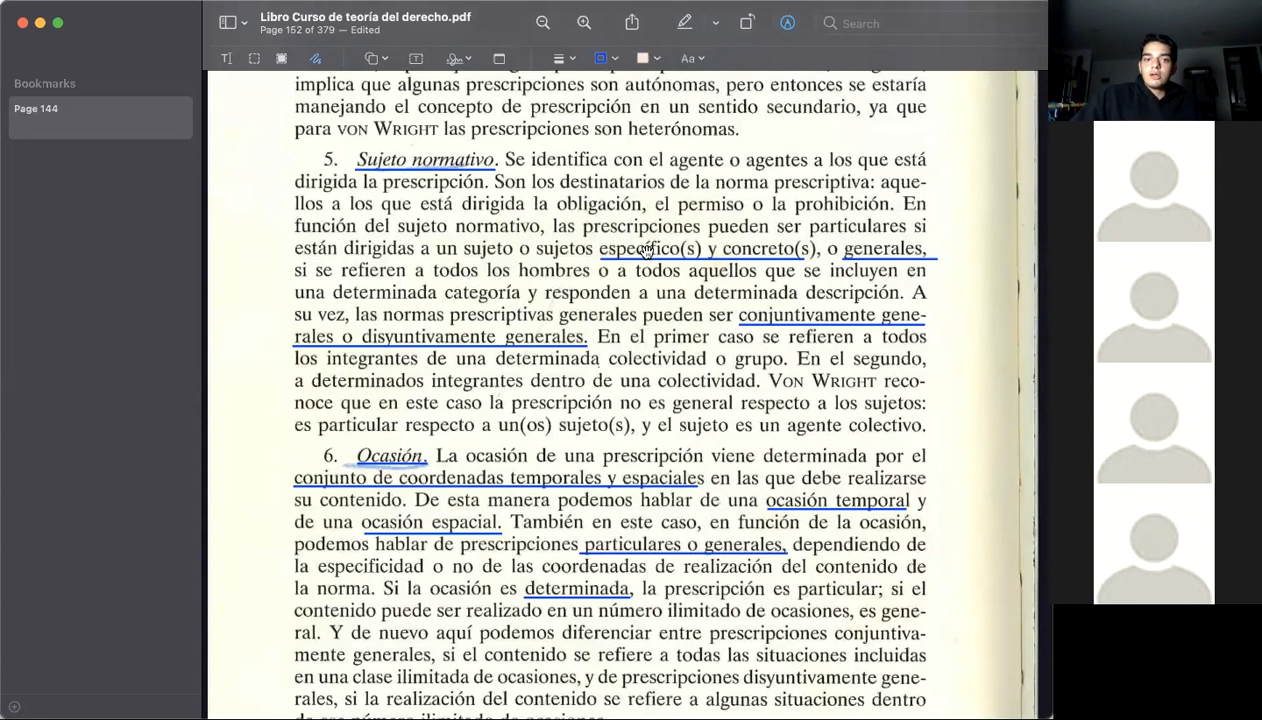 Libro Curso de teoría del derecho.pdf
Page 152 of 379 – Edited
Search
Aa
Bookmarks
Page 144
implica que algunas prescripciones son autónomas, pero entonces se estaría
manejando el concepto de prescripción en un sentido secundario, ya que
para VON WRIGHT las prescripciones son heterónomas.
5. Sujeto normativo. Se identifica con el agente o agentes a los que está
dirigida la prescripción. Son los destinatarios de la norma prescriptiva: aque-
llos a los que está dirigida la obligación, el permiso o la prohibición. En
función del sujeto normativo, las prescripciones pueden ser particulares si
están dirigidas a un sujeto o sujetos específico(s) y concreto(s), o generales,
si se refieren a todos los hombres o a todos aquellos que se incluyen en
una determinada categoría y responden a una determinada descripción. A
su vez, las normas prescriptivas generales pueden ser conjuntivamente gene-
rales o disyuntivamente generales. En el primer caso se refieren a todos
los integrantes de una determinada colectividad o grupo. En el segundo,
a determinados integrantes dentro de una colectividad. VON WRIGHT reco-
noce que en este caso la prescripción no es general respecto a los sujetos:
es particular respecto a un(os) sujeto(s), y el sujeto es un agente colectivo.
6. Ocasión. La ocasión de una prescripción viene determinada por el
conjunto de coordenadas temporales y espaciales en las que debe realizarse
su contenido. De esta manera podemos hablar de una ocasión temporal y
de una ocasión espacial. También en este caso, en función de la ocasión,
podemos hablar de prescripciones particulares o generales, dependiendo de
la especificidad o no de las coordenadas de realización del contenido de
la norma. Si la ocasión es determinada, la prescripción es particular; si el
contenido puede ser realizado en un número ilimitado de ocasiones, es gene-
ral. Y de nuevo aquí podemos diferenciar entre prescripciones conjuntiva-
mente generales, si el contenido se refiere a todas las situaciones incluidas
en una clase ilimitada de ocasiones, y de prescripciones disyuntivamente gene-
rales, si la realización del contenido se refiere a algunas situaciones dentro